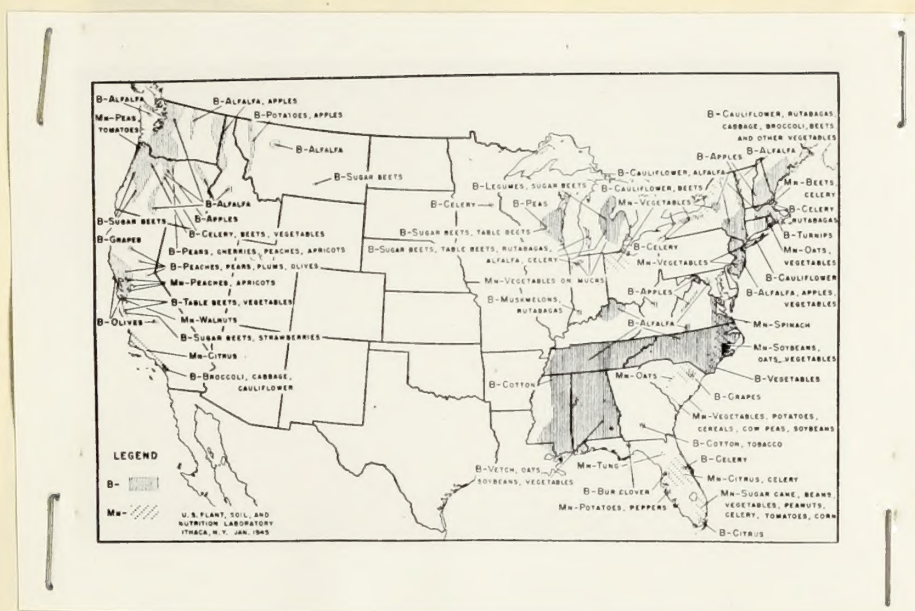 B-ALFALFA
MN-PEAS,
TOMATOES
B-ALFALFA, APPLES
B-POTATOES, APPLES
B-ALFALFA
B-SUGAR BEETS
B-SUGAR BEETS
B-ALFALFA
B-APPLES
B-CELERY, BEETS, VEGETABLES
B-GRAPES
B-PEARS, CHERRIES, PEACHES, APRICOTS
B-PEACHES, PEARS, PLUMS, OLIVES
MN-PEACHES, APRICOTS
B-TABLE BEETS, VEGETABLES
B-OLIVES
MN-WALNUTS
B-SUGAR BEETS, STRAWBERRIES
MN-CITRUS
B-BROCCOLI, CABBAGE,
CAULIFLOWER
B-CAULIFLOWER, RUTABAGAS,
CABBAGE, BROCCOLI, BEETS,
AND OTHER VEGETABLES
B-APPLES
B-ALFALFA
B-CAULIFLOWER, ALFALFA
B-LEGUMES, SUGAR BEETS
B-CAULIFLOWER, BEETS
MN-VEGETABLES
MN-BEETS,
CELERY
B-CELERY
B-PEAS
B-CELERY,
RUTABAGAS
B-SUGAR BEETS, TABLE BEETS
B-TURNIPS
B-SUGAR BEETS, TABLE BEETS, RUTABAGAS,
ALFALFA, CELERY
B-CELERY
MN-VEGETABLES
MN-OATS,
VEGETABLES
B-CAULIFLOWER
MN-VEGETABLES ON MUCKS
B-APPLES
B-ALFALFA, APPLES,
VEGETABLES
B-MUSKMELONS,
RUTABAGAS
B-ALFALFA
MN-SPINACH
MN-SOYBEANS,
OATS, VEGETABLES
B-VEGETABLES
B-COTTON
MN-OATS
B-GRAPES
MN-VEGETABLES, POTATOES,
CEREALS, COW PEAS, SOYBEANS
B-COTTON, TOBACCO
B-VETCH, OATS,
SOYBEANS, VEGETABLES
MN-TUNG
B-CELERY
B-BUR CLOVER
MN-CITRUS, CELERY
MN-POTATOES, PEPPERS
MN-SUGAR CANE, BEANS,
VEGETABLES, PEANUTS,
CELERY, TOMATOES, CORN
B-CITRUS
LEGEND
B-
MN-
U.S. PLANT, SOIL, AND
NUTRITION LABORATORY
ITHACA, N.Y. JAN. 1945